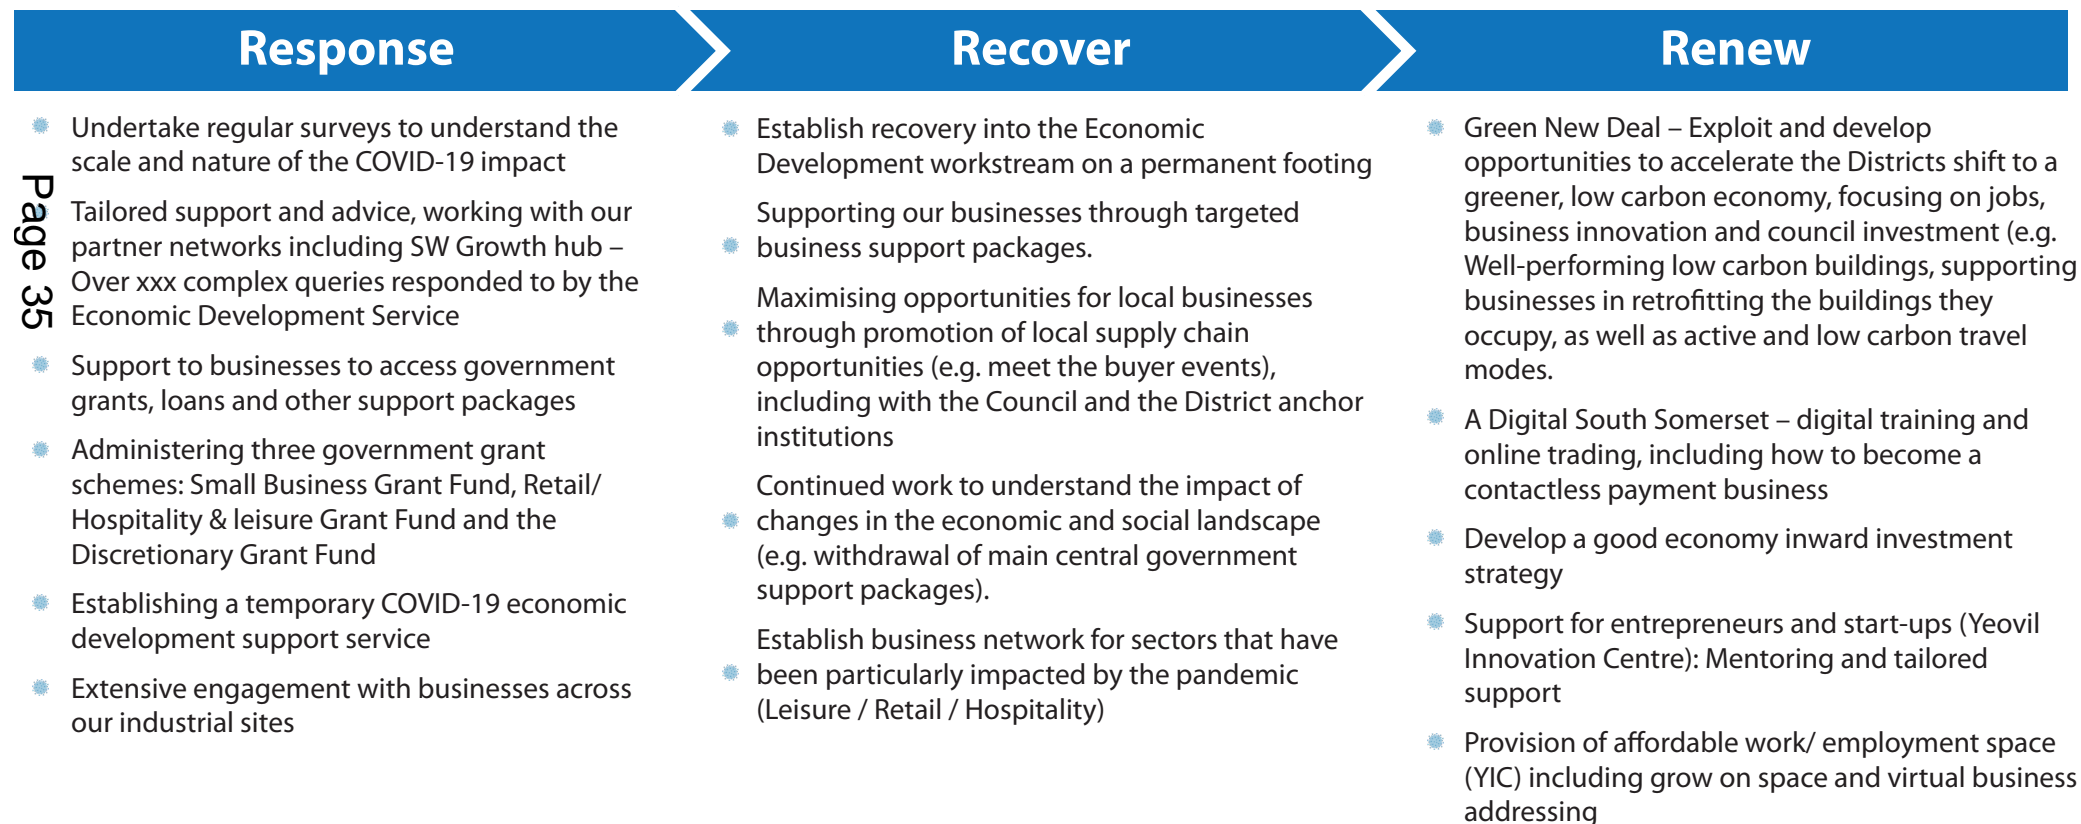 Response
Undertake regular surveys to understand the
scale and nature of the COVID-19 impact
Tailored support and advice, working with our
partner networks including SW Growth hub –
Over xxx complex queries responded to by the
Economic Development Service
Support to businesses to access government
grants, loans and other support packages
Administering three government grant
schemes: Small Business Grant Fund, Retail/
Hospitality & leisure Grant Fund and the
Discretionary Grant Fund
Establishing a temporary COVID-19 economic
development support service
Extensive engagement with businesses across
our industrial sites
Page 35
Recover
Establish recovery into the Economic
Development workstream on a permanent footing
Supporting our businesses through targeted
business support packages.
Maximising opportunities for local businesses
through promotion of local supply chain
opportunities (e.g. meet the buyer events),
including with the Council and the District anchor
institutions
Continued work to understand the impact of
changes in the economic and social landscape
(e.g. withdrawal of main central government
support packages).
Establish business network for sectors that have
been particularly impacted by the pandemic
(Leisure / Retail / Hospitality)
Renew
Green New Deal – Exploit and develop
opportunities to accelerate the Districts shift to a
greener, low carbon economy, focusing on jobs,
business innovation and council investment (e.g.
Well-performing low carbon buildings, supporting
businesses in retrofitting the buildings they
occupy, as well as active and low carbon travel
modes.
A Digital South Somerset – digital training and
online trading, including how to become a
contactless payment business
Develop a good economy inward investment
strategy
Support for entrepreneurs and start-ups (Yeovil
Innovation Centre): Mentoring and tailored
support
Provision of affordable work/ employment space
(YIC) including grow on space and virtual business
addressing